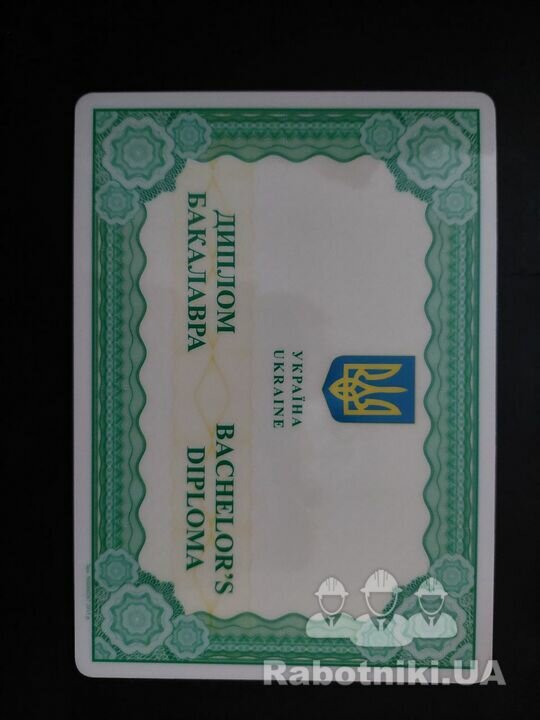 УКРАЇНА
UKRAINE
ДИПЛОМ
БАКАЛАВРА
BACHELOR'S
DIPLOMA
Rabotniki.UA